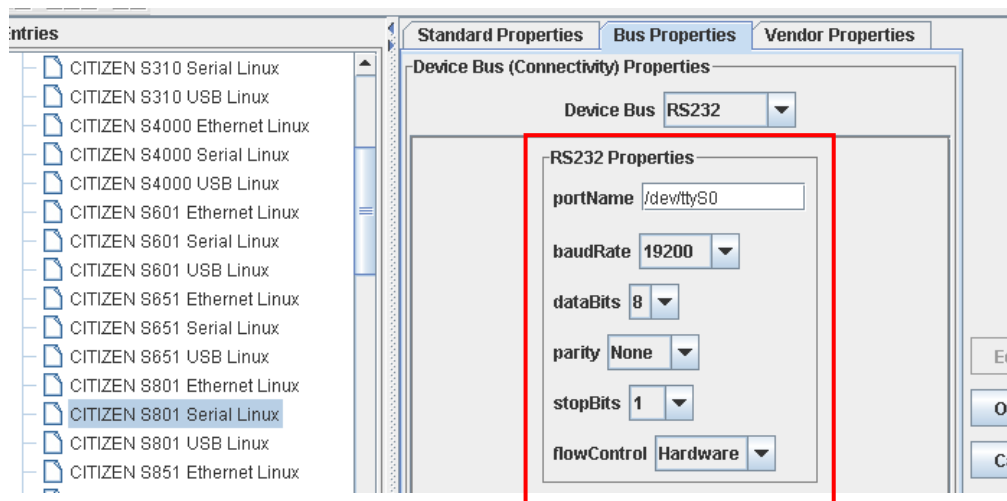 Entries
CITIZEN S310 Serial Linux
CITIZEN S310 USB Linux
CITIZEN S4000 Ethernet Linux
CITIZEN S4000 Serial Linux
CITIZEN S4000 USB Linux
CITIZEN S601 Ethernet Linux
CITIZEN S601 Serial Linux
CITIZEN S601 USB Linux
CITIZEN S651 Ethernet Linux
CITIZEN S651 Serial Linux
CITIZEN S651 USB Linux
CITIZEN S801 Ethernet Linux
CITIZEN S801 Serial Linux
CITIZEN S801 USB Linux
CITIZEN S851 Ethernet Linux
Standard Properties Bus Properties Vendor Properties
Device Bus (Connectivity) Properties
Device Bus RS232
RS232 Properties
portName /dev/ttyS0
baudRate 19200
dataBits 8
parity None
stopBits 1
flowControl Hardware